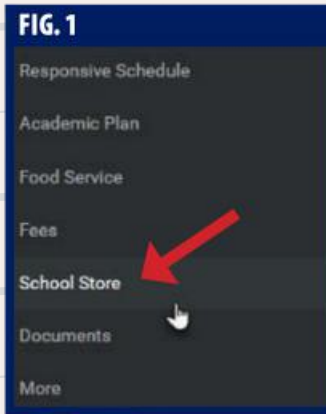 FIG. 1
Responsive Schedule
Academic Plan
Food Service
Fees
School Store
Documents
More